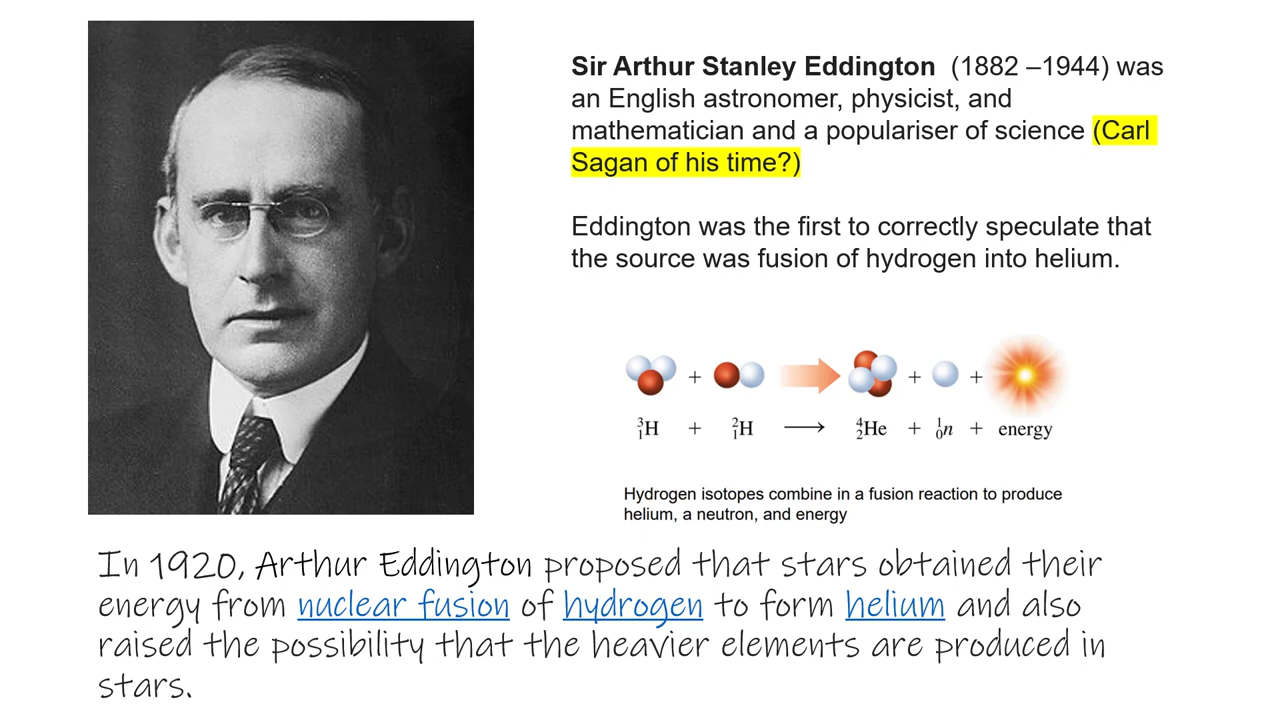 Sir Arthur Stanley Eddington (1882 –1944) was
an English astronomer, physicist, and
mathematician and a populariser of science (Carl
Sagan of his time?)
Eddington was the first to correctly speculate that
the source was fusion of hydrogen into helium.
+ + +
³₁H + ²₁H ⟶ ⁴₂He + ¹₀n + energy
Hydrogen isotopes combine in a fusion reaction to produce
helium, a neutron, and energy
In 1920, Arthur Eddington proposed that stars obtained their
energy from nuclear fusion of hydrogen to form helium and also
raised the possibility that the heavier elements are produced in
stars.